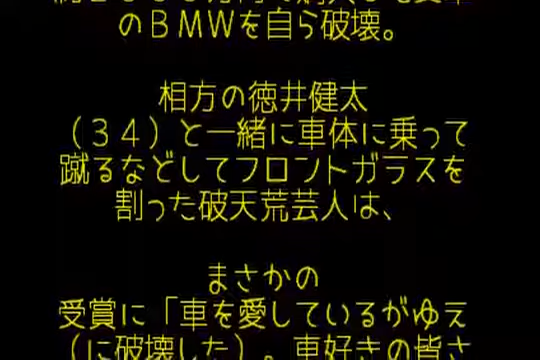 のＢＭＷを自ら破壊。
相方の徳井健太
（３４）と一緒に車体に乗って
蹴るなどしてフロントガラスを
割った破天荒芸人は、
まさかの
受賞に「車を愛しているがゆえ
（に破壊した）。車好きの皆さ